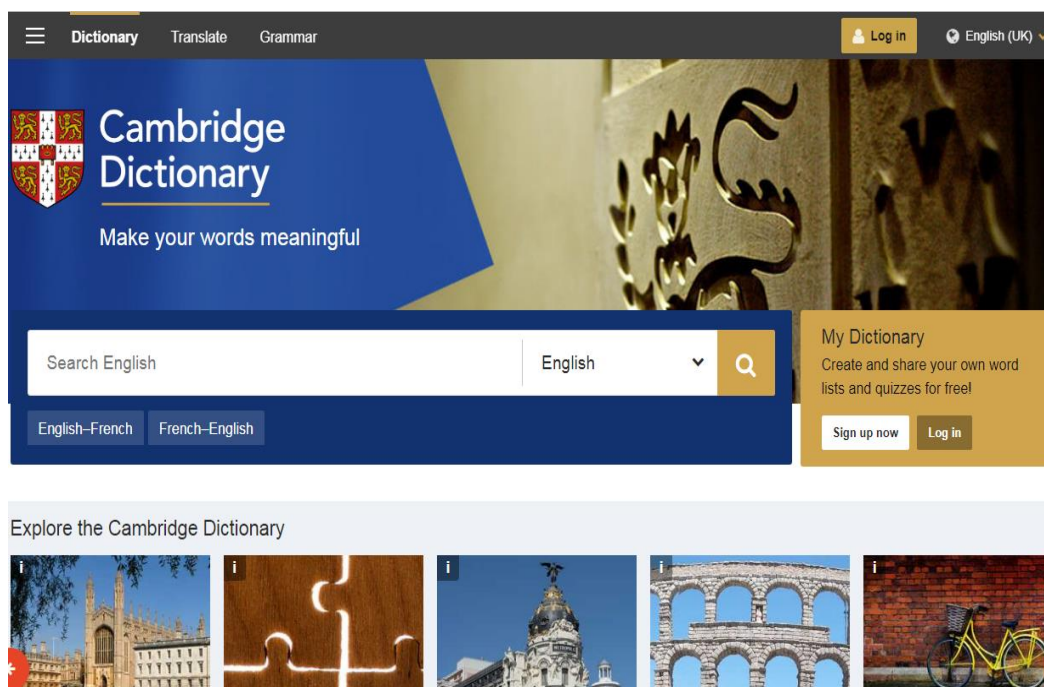 Dictionary Translate Grammar Log in English (UK)
Cambridge
Dictionary
Make your words meaningful
Search English English
English–French French–English
My Dictionary
Create and share your own word
lists and quizzes for free!
Sign up now Log in
Explore the Cambridge Dictionary
i i i i i